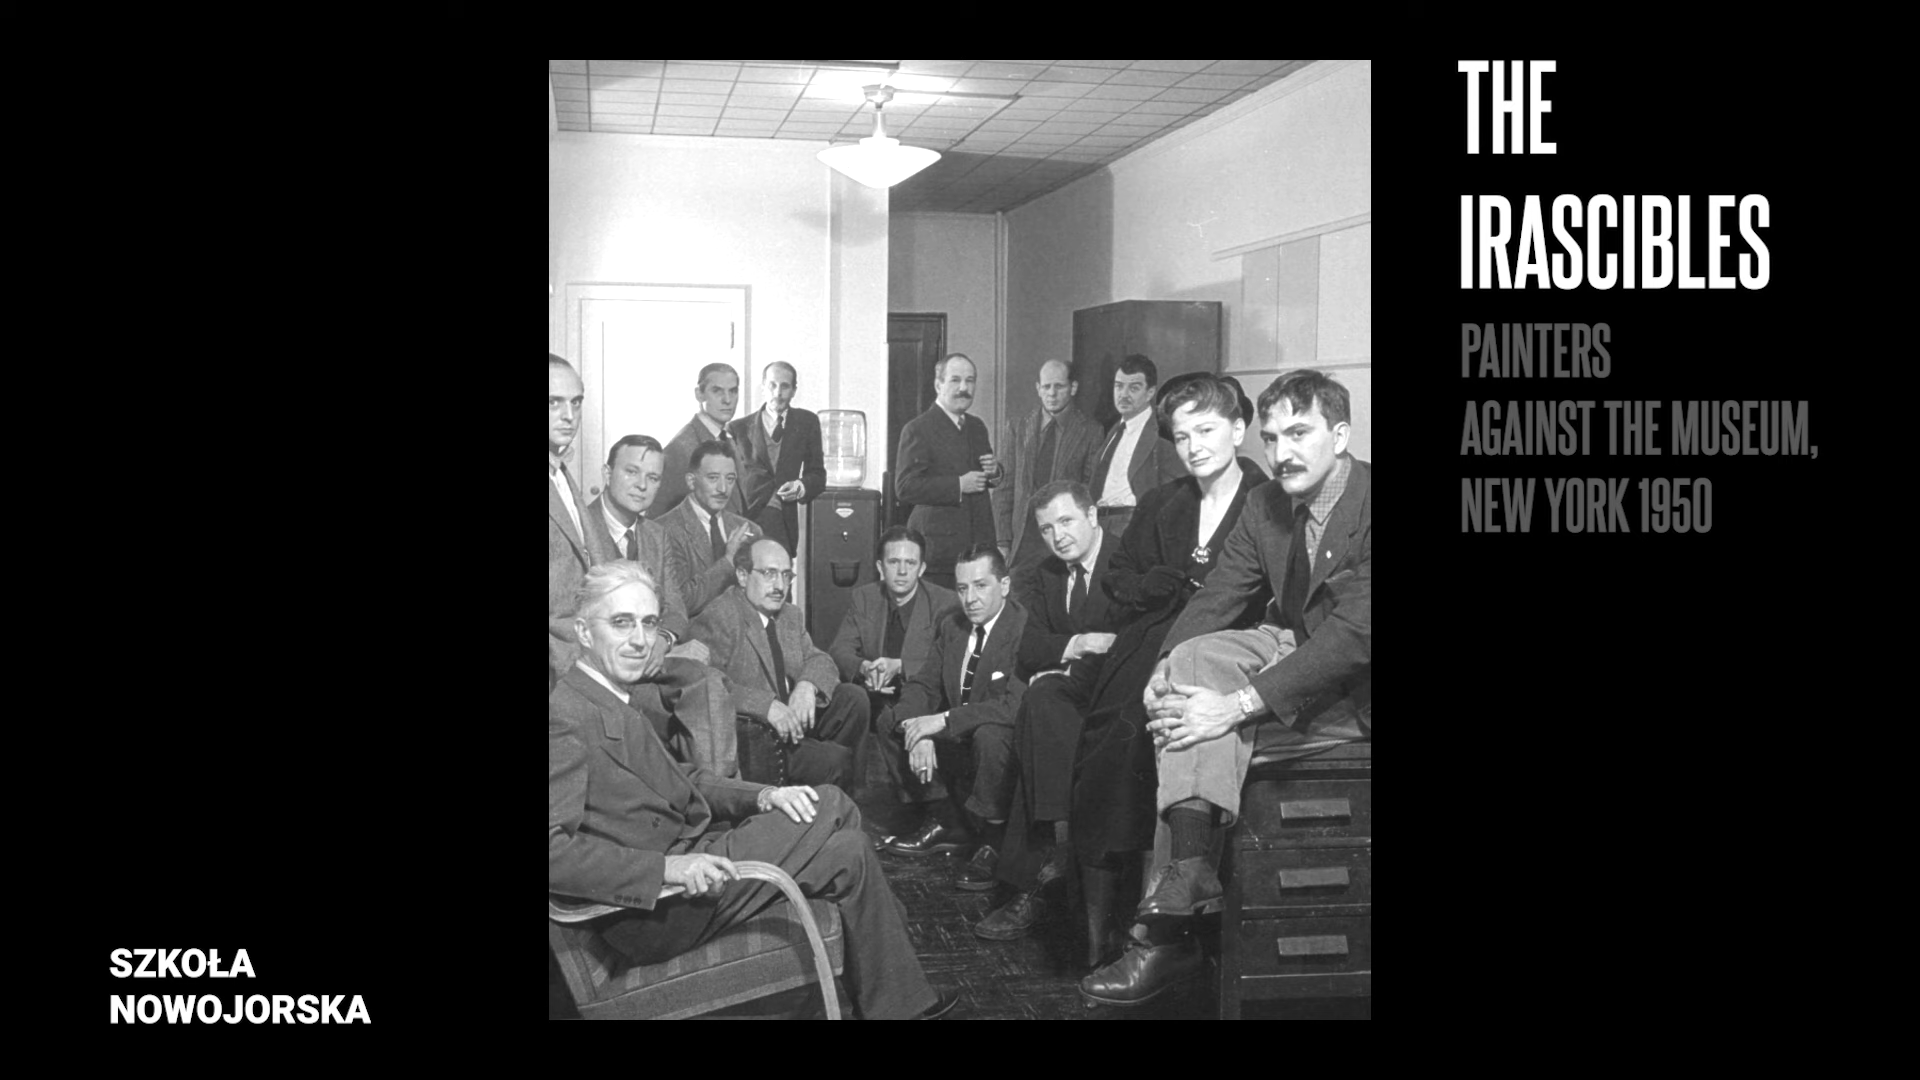 THE
IRASCIBLES
PAINTERS
AGAINST THE MUSEUM,
NEW YORK 1950
SZKOŁA
NOWOJORSKA